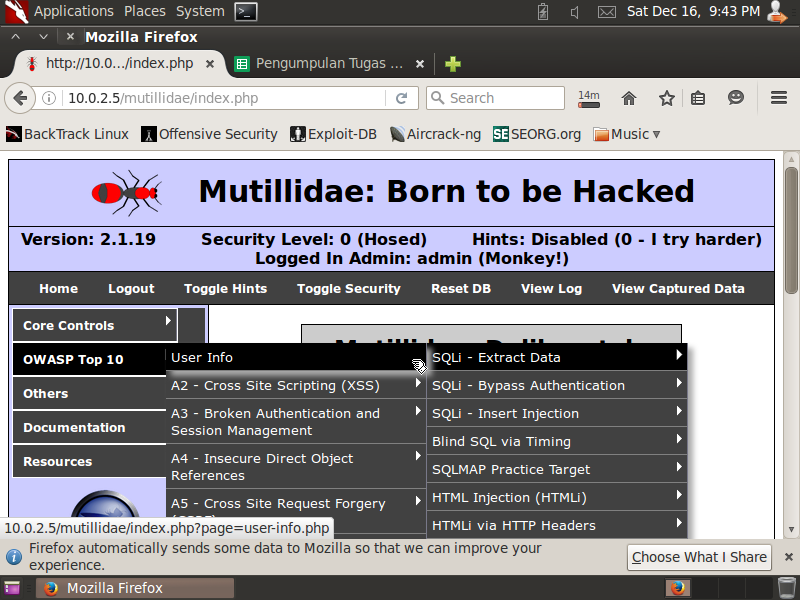 Applications Places System
Sat Dec 16, 9:43 PM
Mozilla Firefox
http://10.0.../index.php
Pengumpulan Tugas ...
10.0.2.5/mutillidae/index.php
Search
14m
BackTrack Linux Offensive Security Exploit-DB Aircrack-ng SEORG.org Music
Mutillidae: Born to be Hacked
Version: 2.1.19 Security Level: 0 (Hosed) Hints: Disabled (0 - I try harder)
Logged In Admin: admin (Monkey!)
Home Logout Toggle Hints Toggle Security Reset DB View Log View Captured Data
Core Controls
OWASP Top 10
Others
Documentation
Resources
User Info
A2 - Cross Site Scripting (XSS)
A3 - Broken Authentication and
Session Management
A4 - Insecure Direct Object
References
A5 - Cross Site Request Forgery
SQLi - Extract Data
SQLi - Bypass Authentication
SQLi - Insert Injection
Blind SQL via Timing
SQLMAP Practice Target
HTML Injection (HTMLi)
HTMLi via HTTP Headers
10.0.2.5/mutillidae/index.php?page=user-info.php
Firefox automatically sends some data to Mozilla so that we can improve your
experience.
Choose What I Share
Mozilla Firefox